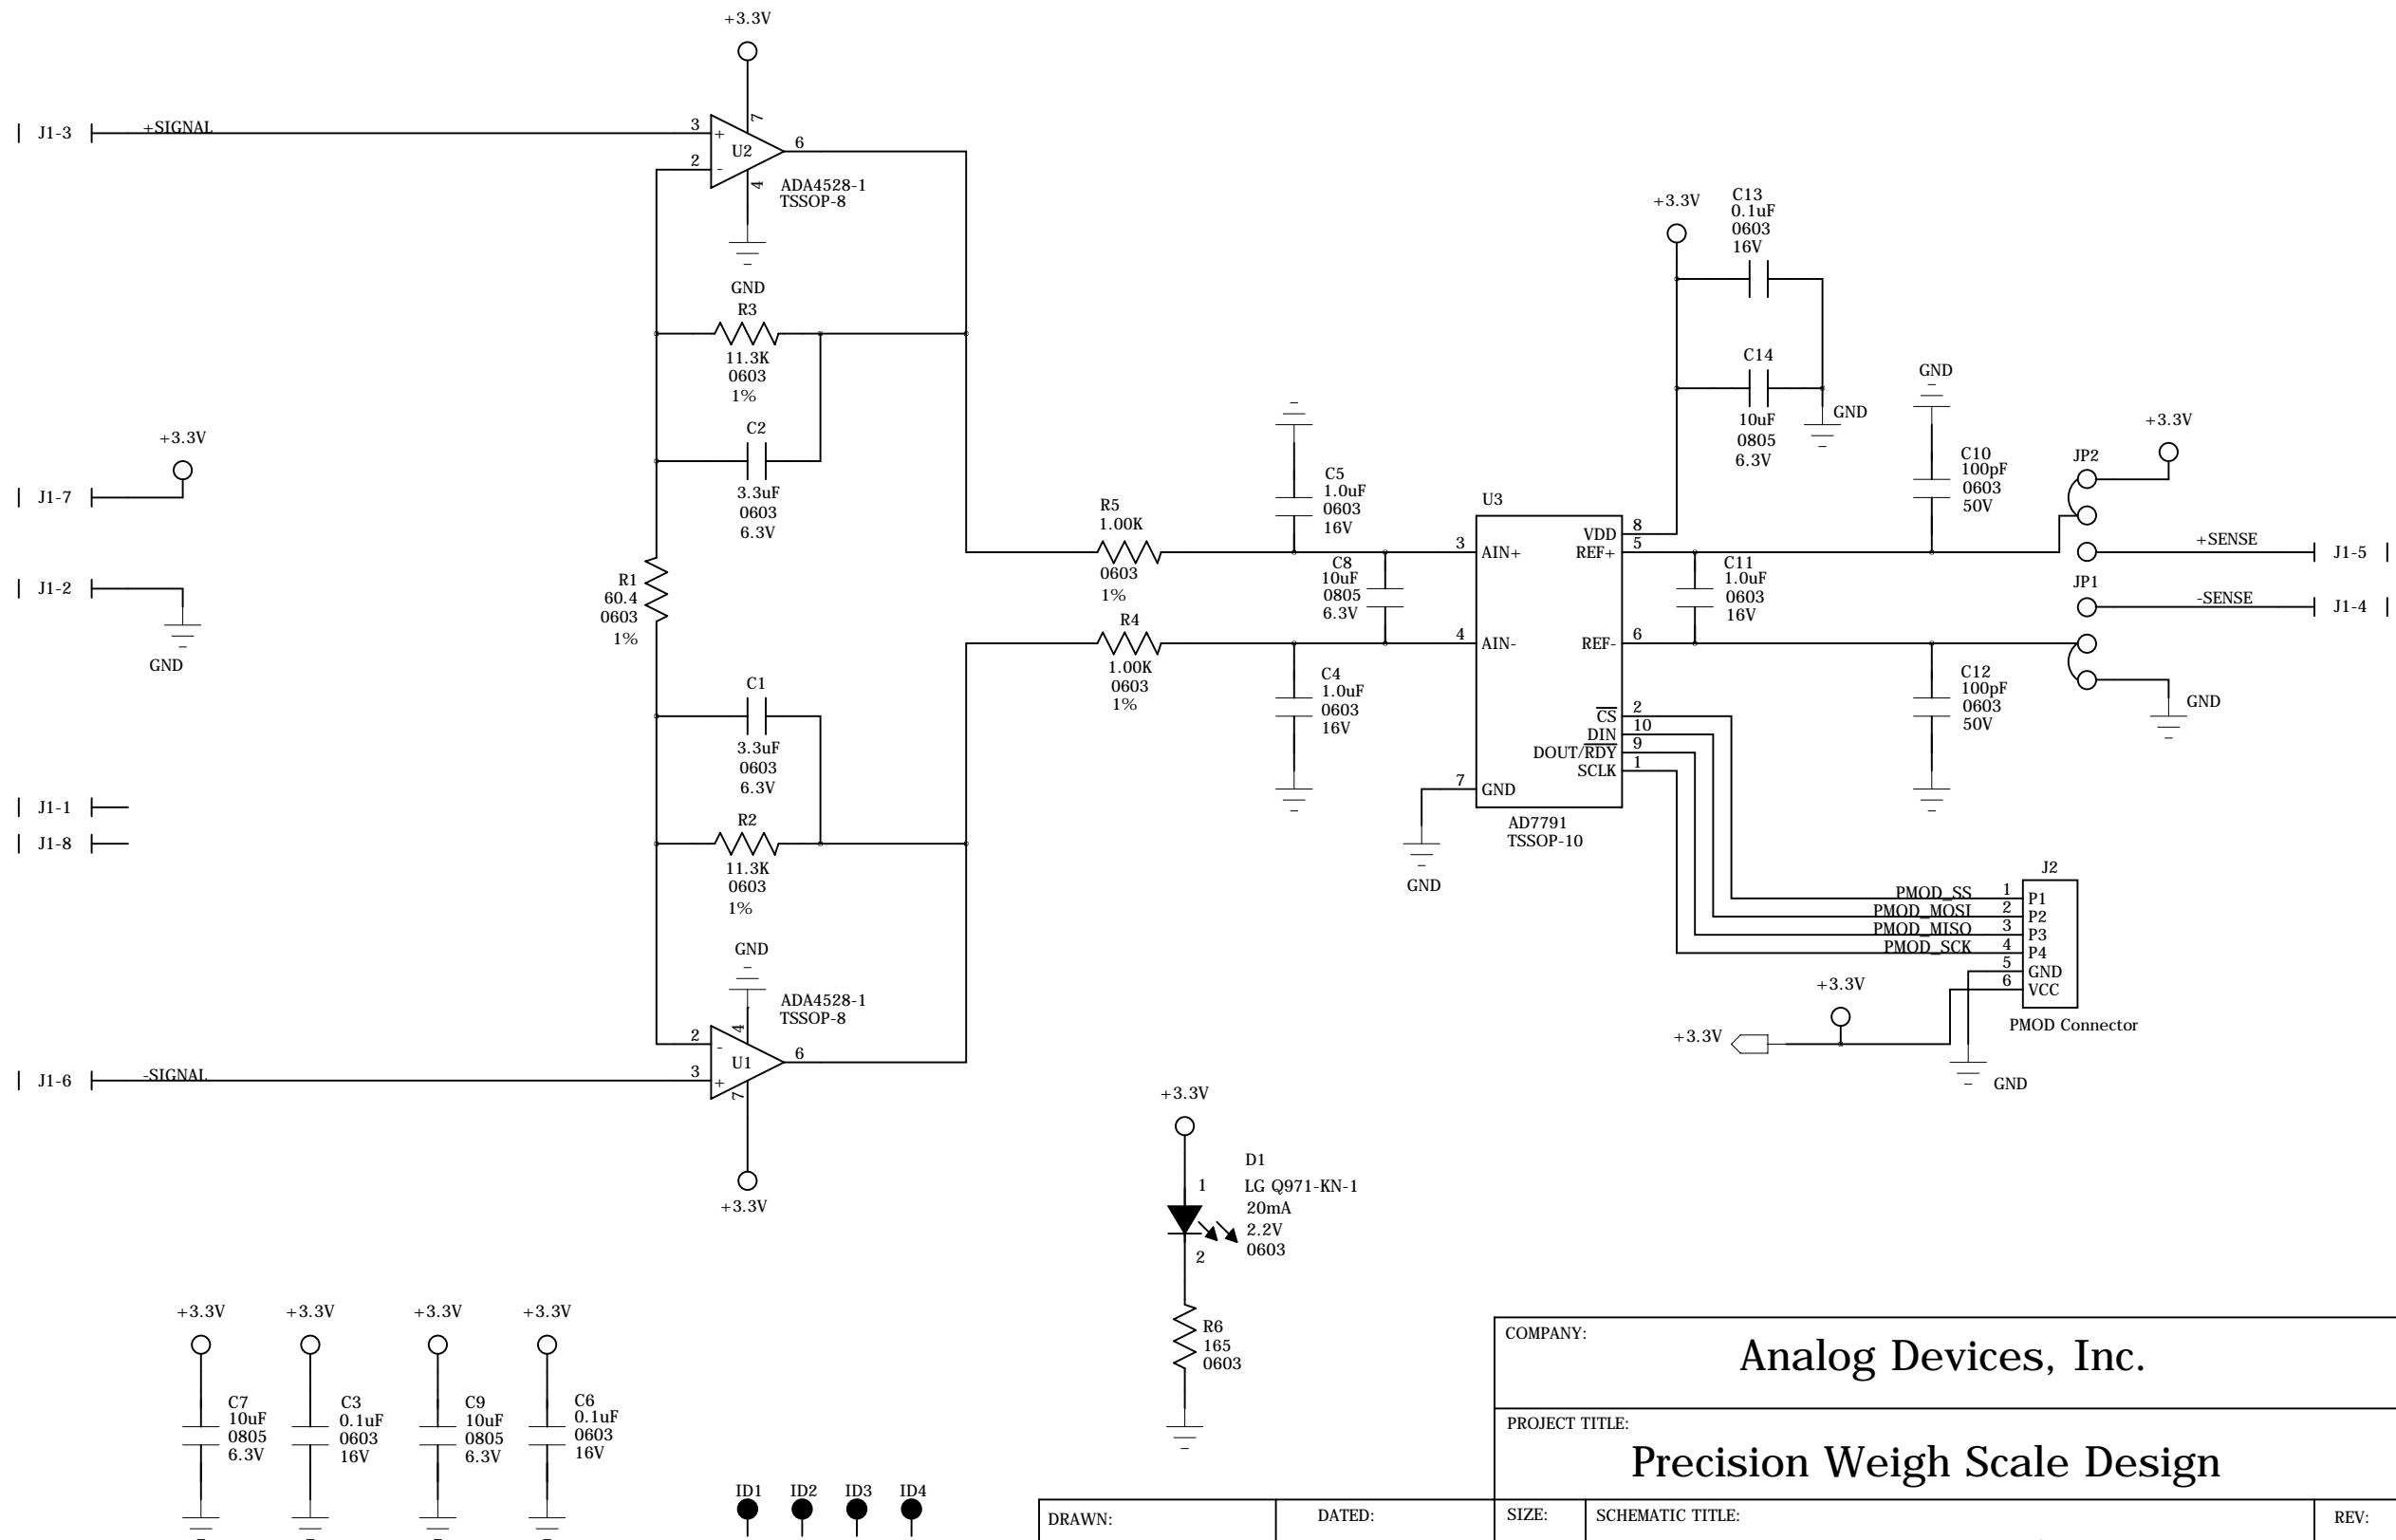 +3.3V
J1-3
+SIGNAL
3
+
7
U2
6
2
-
4
ADA4528-1
TSSOP-8
GND
R3
11.3K
0603
1%
C2
3.3uF
0603
6.3V
+3.3V
J1-7
J1-2
GND
R1
60.4
0603
1%
C1
3.3uF
0603
6.3V
J1-1
J1-8
R2
11.3K
0603
1%
GND
ADA4528-1
TSSOP-8
2
-
4
U1
6
3
+
7
J1-6
-SIGNAL
+3.3V
R5
1.00K
0603
1%
R4
1.00K
0603
1%
C5
1.0uF
0603
16V
C8
10uF
0805
6.3V
C4
1.0uF
0603
16V
+3.3V
C13
0.1uF
0603
16V
C14
10uF
0805
6.3V
GND
U3
VDD
8
3
AIN+
REF+
5
4
AIN-
REF-
6
CS
2
DIN
10
DOUT/RDY
9
SCLK
1
7
GND
AD7791
TSSOP-10
GND
C11
1.0uF
0603
16V
GND
C10
100pF
0603
50V
C12
100pF
0603
50V
JP2
+3.3V
+SENSE
J1-5
JP1
-SENSE
J1-4
GND
J2
PMOD_SS
1
P1
PMOD_MOSI
2
P2
PMOD_MISO
3
P3
PMOD_SCK
4
P4
5
GND
6
VCC
PMOD Connector
+3.3V
+3.3V
GND
+3.3V
D1
1
LG Q971-KN-1
20mA
2.2V
0603
2
R6
165
0603
+3.3V
+3.3V
+3.3V
+3.3V
C7
10uF
0805
6.3V
C3
0.1uF
0603
16V
C9
10uF
0805
6.3V
C6
0.1uF
0603
16V
ID1
ID2
ID3
ID4
COMPANY:
Analog Devices, Inc.
PROJECT TITLE:
Precision Weigh Scale Design
DRAWN:
DATED:
SIZE:
SCHEMATIC TITLE:
REV: